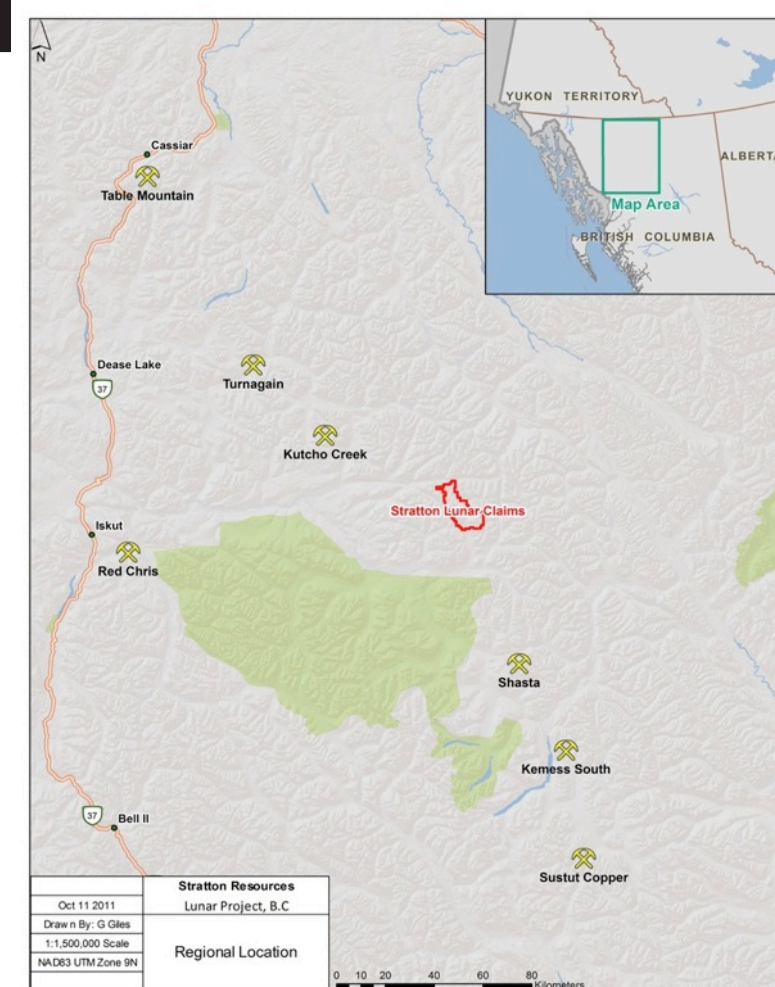 N
YUKON TERRITORY
ALBERTA
Map Area
BRITISH COLUMBIA
Cassiar
Table Mountain
Dease Lake
37
Turnagain
Kutcho Creek
Stratton Lunar Claims
Iskut
Red Chris
Shasta
Kemess South
37
Bell II
Sustut Copper
Stratton Resources
Oct 11 2011
Lunar Project, B.C
Drawn By: G Giles
1:1,500,000 Scale
Regional Location
NAD83 UTM Zone 9N
0 10 20 40 60 80
Kilometers